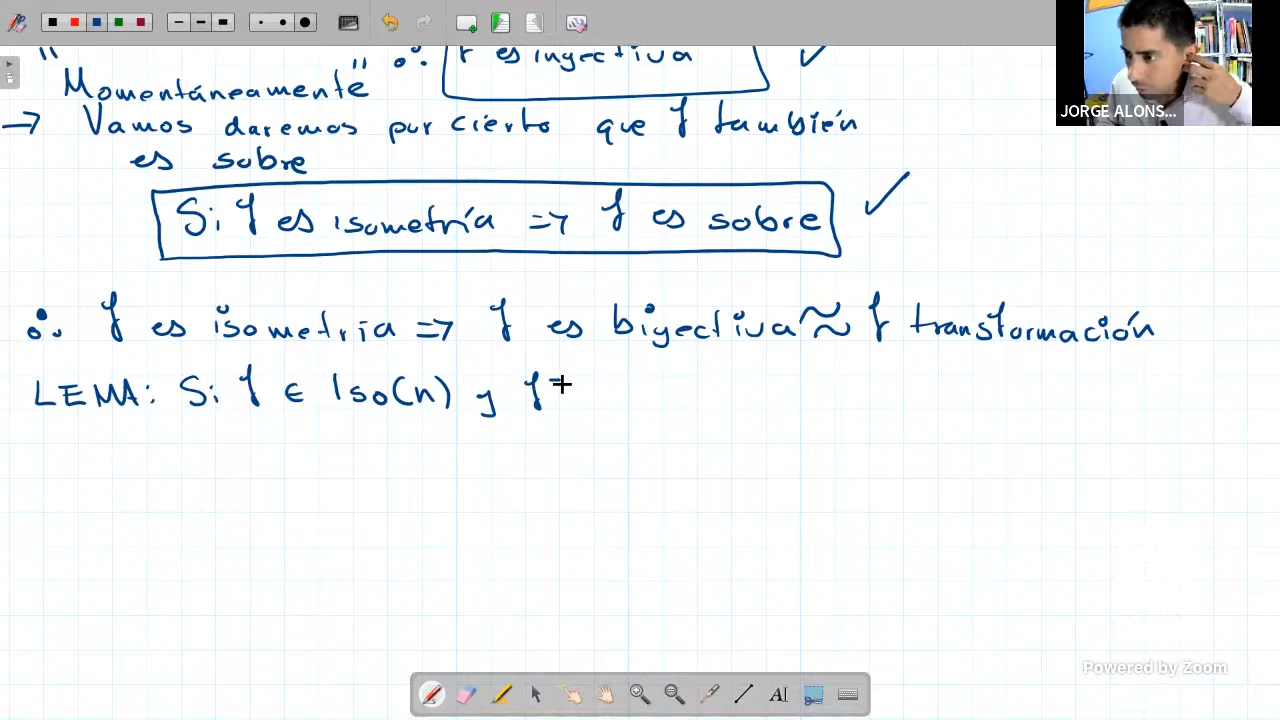 " Momentáneamente " ∴ f es inyectiva ✓
→ Vamos daremos por cierto que f también
es sobre
Si f es isometría => f es sobre ✓
∴ f es isometría => f es biyectiva ≈ f transformación
LEMA: Si f ∈ Iso(n) y f
JORGE ALONS...
AI
Powered by Zoom